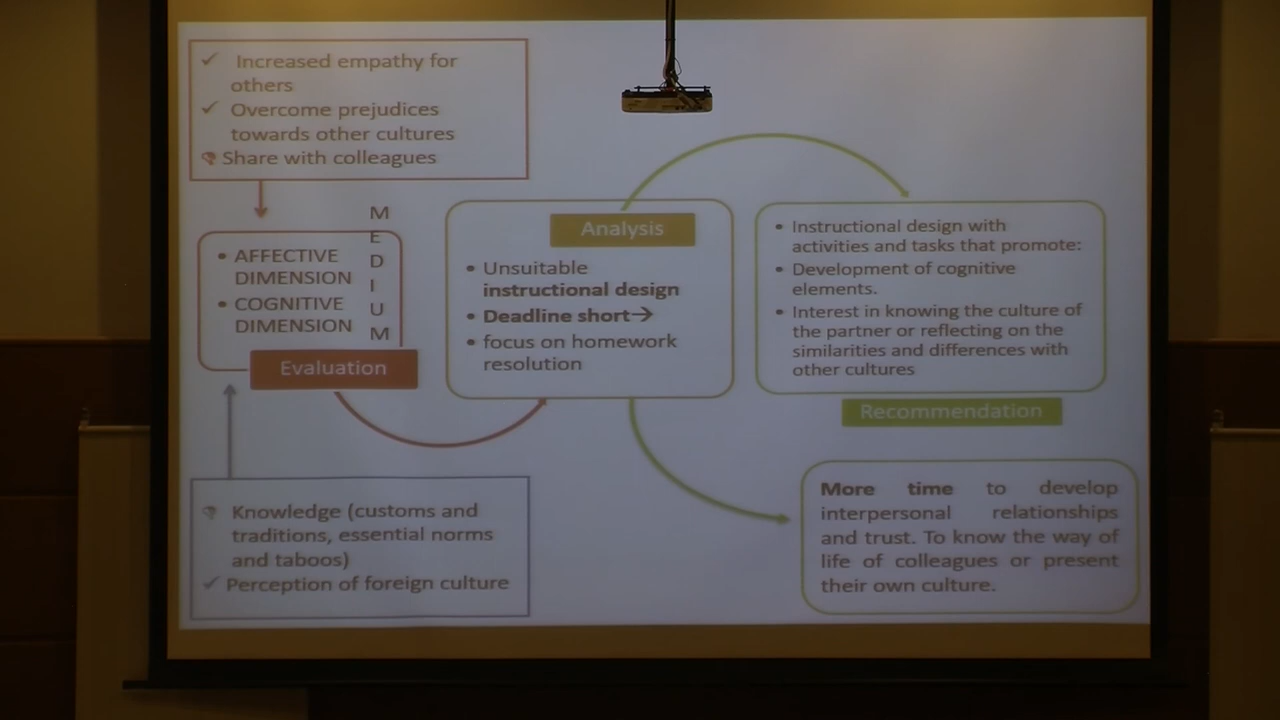 Increased empathy for
others
Overcome prejudices
towards other cultures
Share with colleagues
• AFFECTIVE
DIMENSION
• COGNITIVE
DIMENSION
M
E
D
I
U
M
Evaluation
Knowledge (customs and
traditions, essential norms
and taboos)
Perception of foreign culture
Analysis
• Unsuitable
instructional design
• Deadline short→
• focus on homework
resolution
• Instructional design with
activities and tasks that promote:
• Development of cognitive
elements.
• Interest in knowing the culture of
the partner or reflecting on the
similarities and differences with
other cultures
Recommendation
More time to develop
interpersonal relationships
and trust. To know the way of
life of colleagues or present
their own culture.